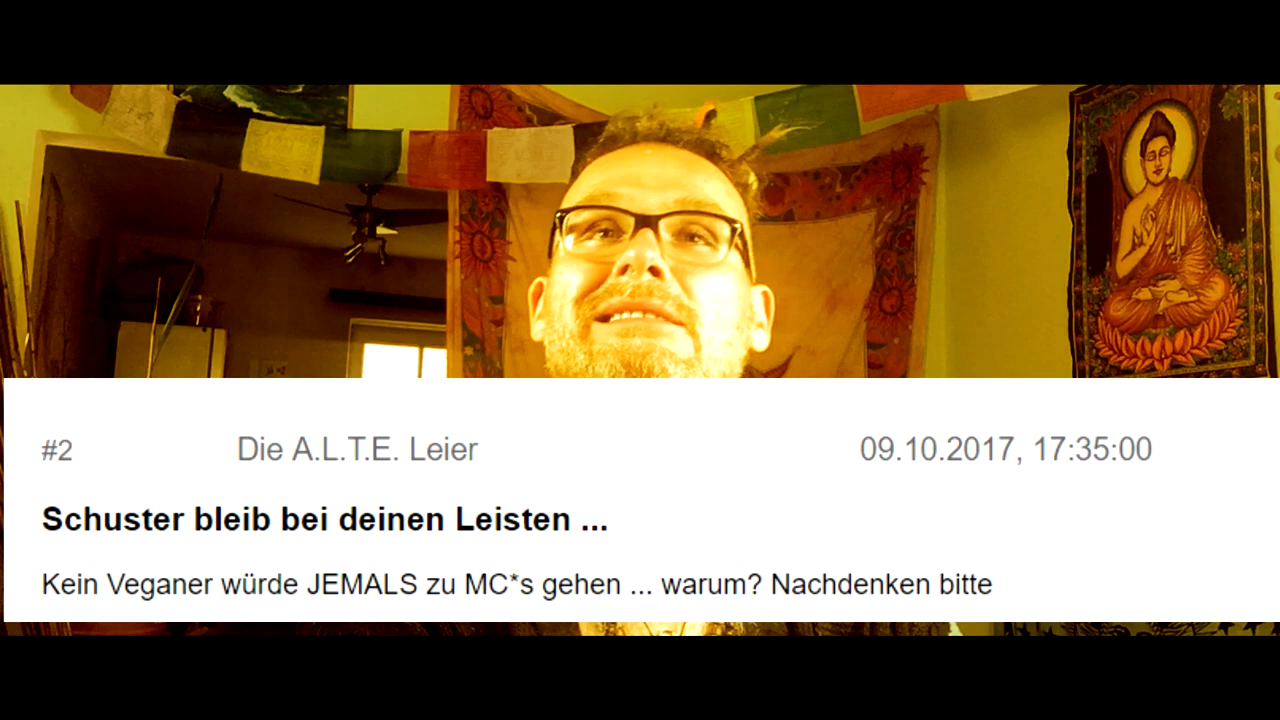 #2 Die A.L.T.E. Leier 09.10.2017, 17:35:00
Schuster bleib bei deinen Leisten ...
Kein Veganer würde JEMALS zu MC*s gehen ... warum? Nachdenken bitte